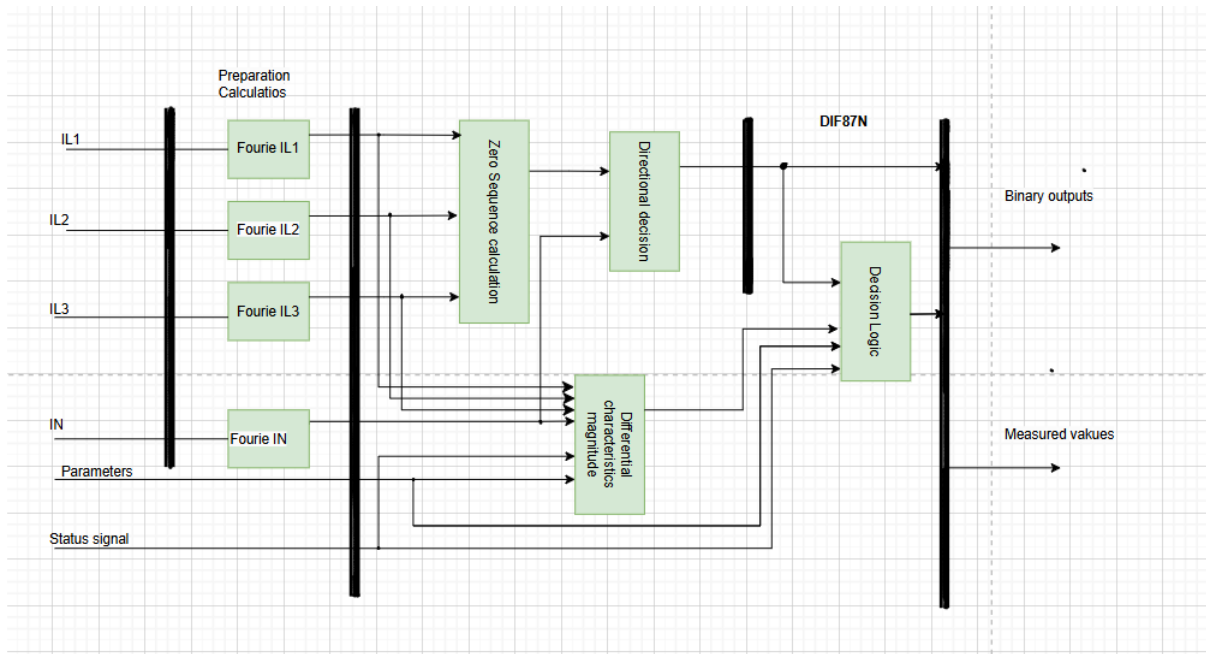 Preparation
Calculatios
DIF87N
IL1
Fourie IL1
Zero Sequence calculation
Directional decision
Binary outputs
IL2
Fourie IL2
IL3
Fourie IL3
Decision Logic
IN
Fourie IN
Differential
characteristics
magnitude
Measured vakues
Parameters
Status signal